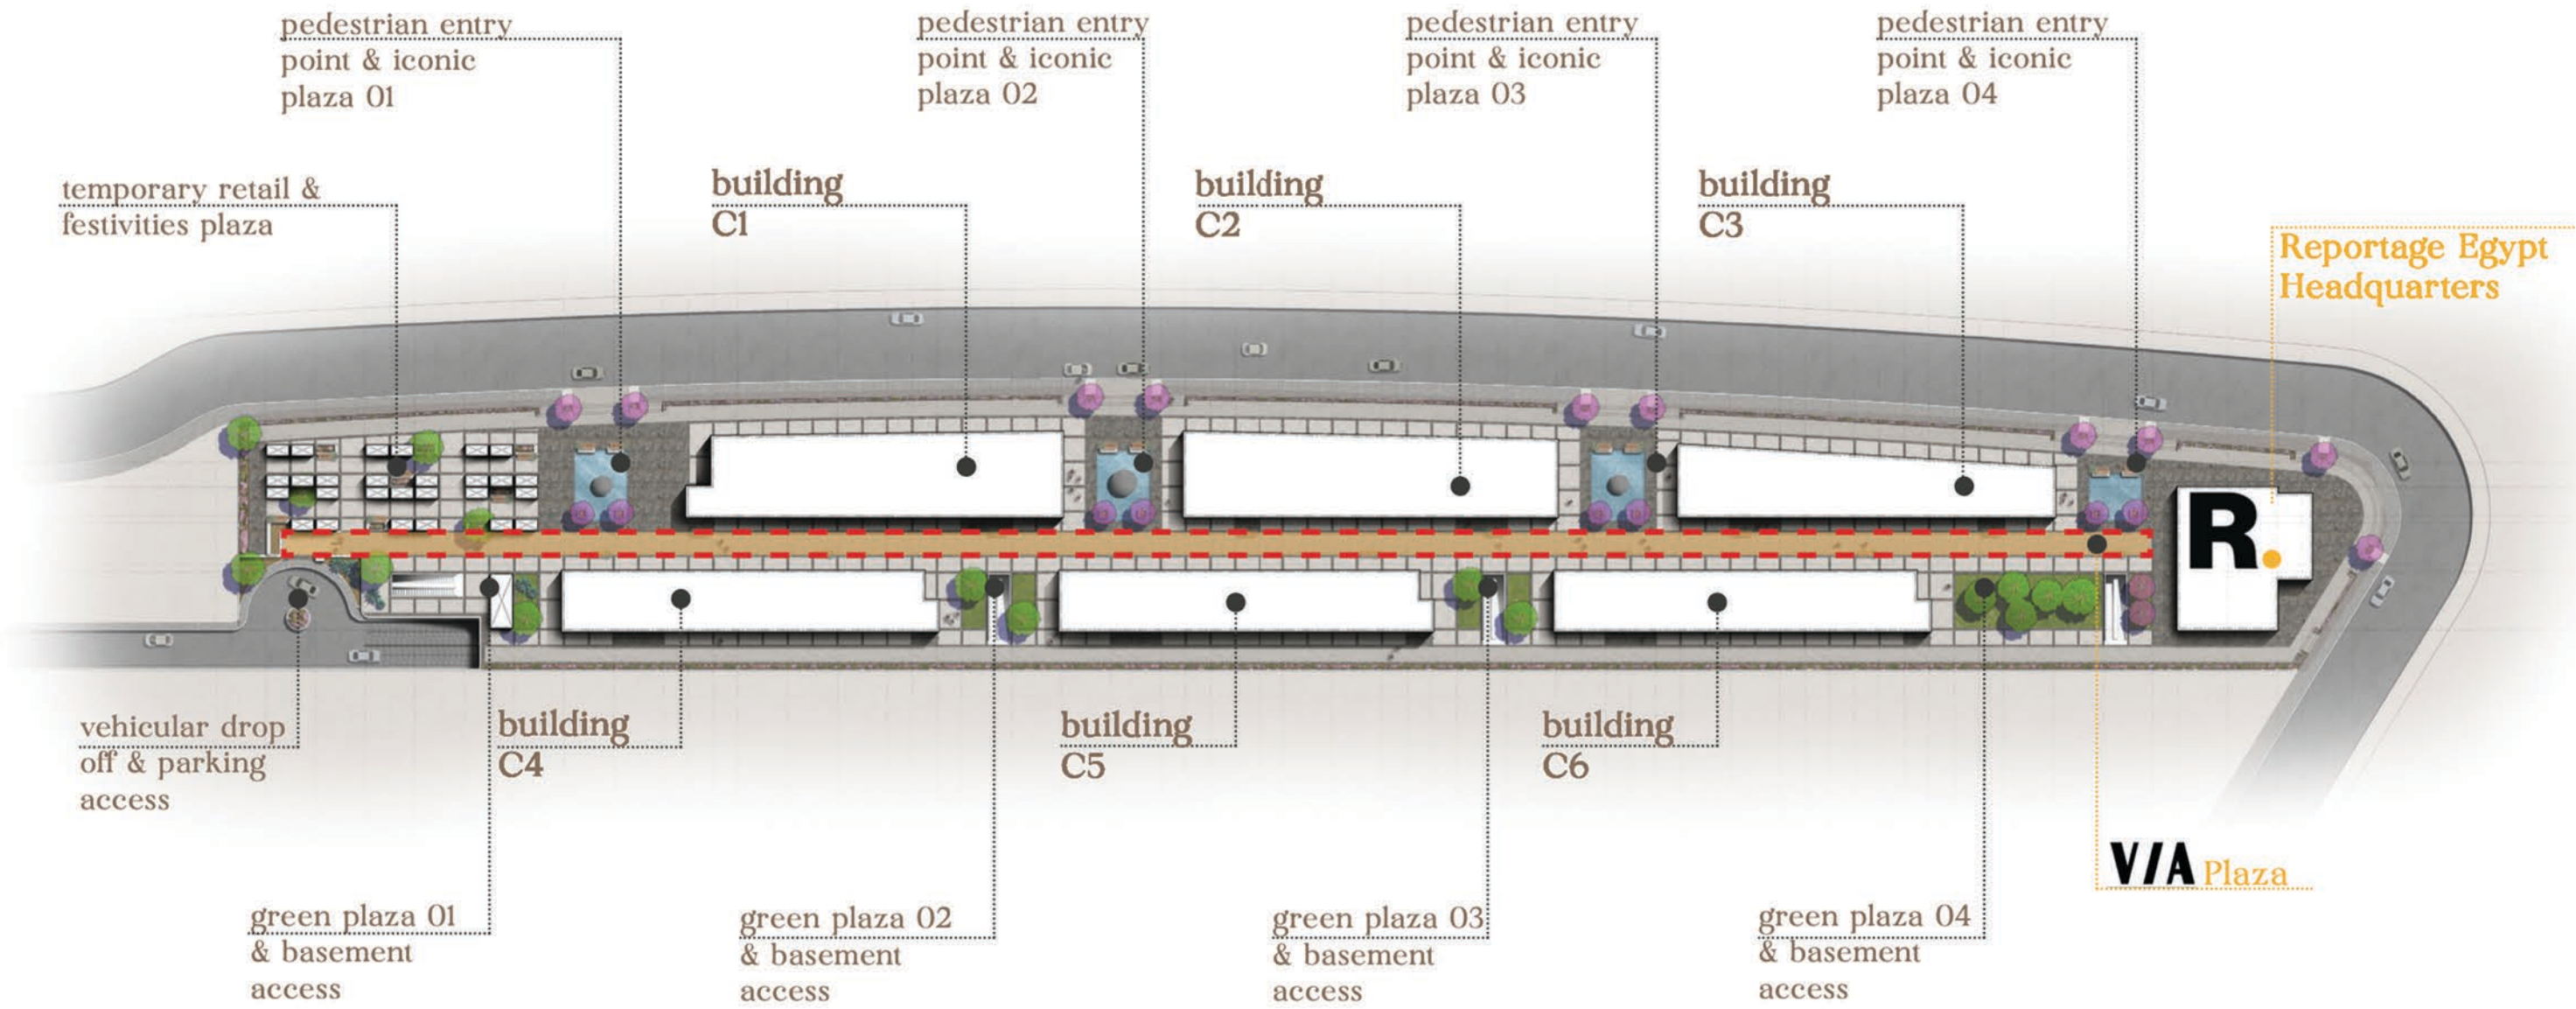 pedestrian entry
point & iconic
plaza 01
pedestrian entry
point & iconic
plaza 02
pedestrian entry
point & iconic
plaza 03
pedestrian entry
point & iconic
plaza 04
temporary retail &
festivities plaza
building
C1
building
C2
building
C3
Reportage Egypt
Headquarters
R.
vehicular drop
off & parking
access
building
C4
building
C5
building
C6
VIA Plaza
green plaza 01
& basement
access
green plaza 02
& basement
access
green plaza 03
& basement
access
green plaza 04
& basement
access